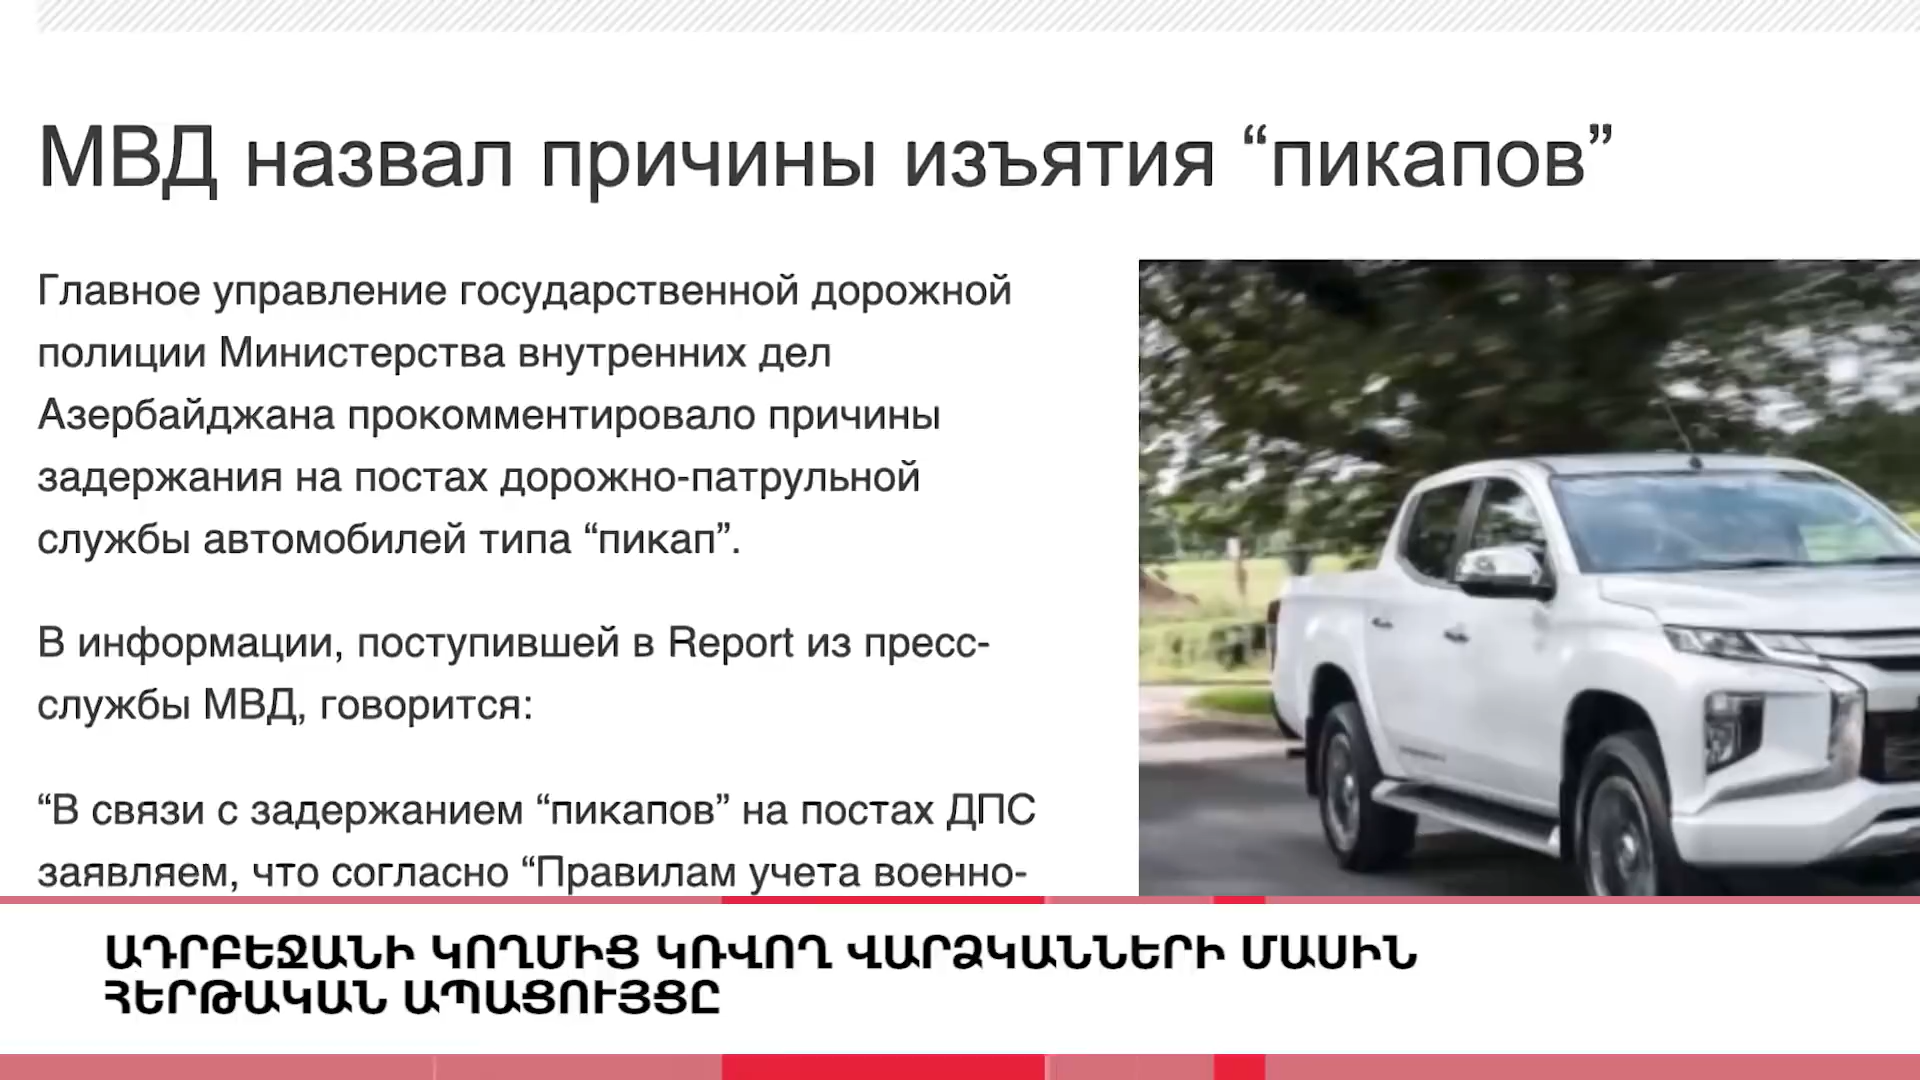 МВД назвал причины изъятия “пикапов”
Главное управление государственной дорожной
полиции Министерства внутренних дел
Азербайджана прокомментировало причины
задержания на постах дорожно-патрульной
службы автомобилей типа “пикап”.
В информации, поступившей в Report из пресс-
службы МВД, говорится:
“В связи с задержанием “пикапов” на постах ДПС
заявляем, что согласно “Правилам учета военно-
ԱԴՐԲԵՋԱՆԻ ԿՈՂՄԻՑ ԿՌՎՈՂ ՎԱՐՁԿԱՆՆԵՐԻ ՄԱՍԻՆ
ՀԵՐԹԱԿԱՆ ԱՊԱՑՈՒՅՑԸ